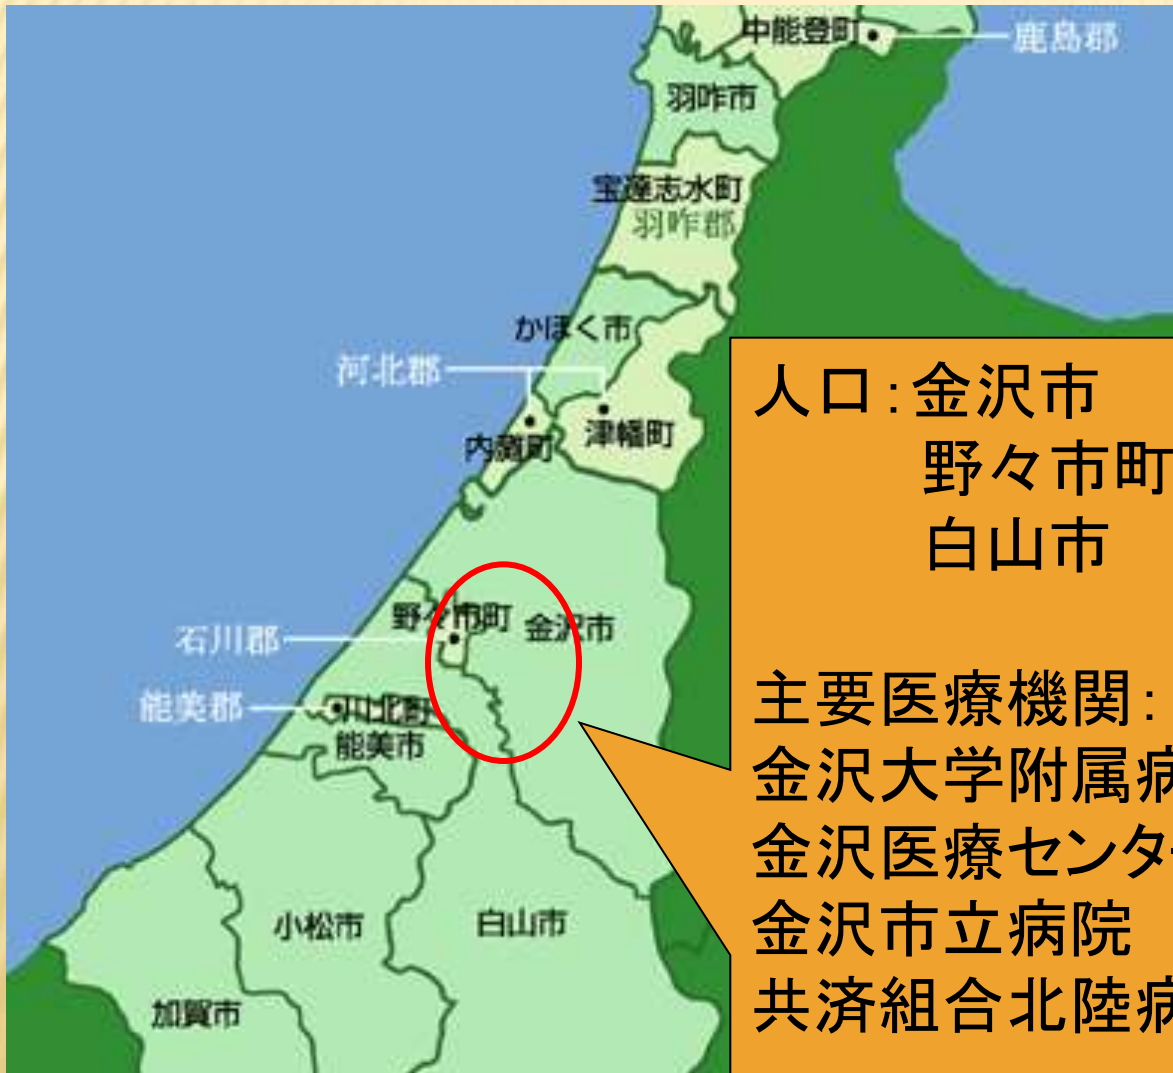 中能登町
鹿島郡
羽咋市
宝達志水町
羽咋郡
かほく市
河北郡
内灘町
津幡町
野々市町
金沢市
石川郡
能美郡
川北町
能美市
小松市
白山市
加賀市
人口：金沢市
野々市町
白山市
主要医療機関：
金沢大学附属病
金沢医療センター
金沢市立病院
共済組合北陸病